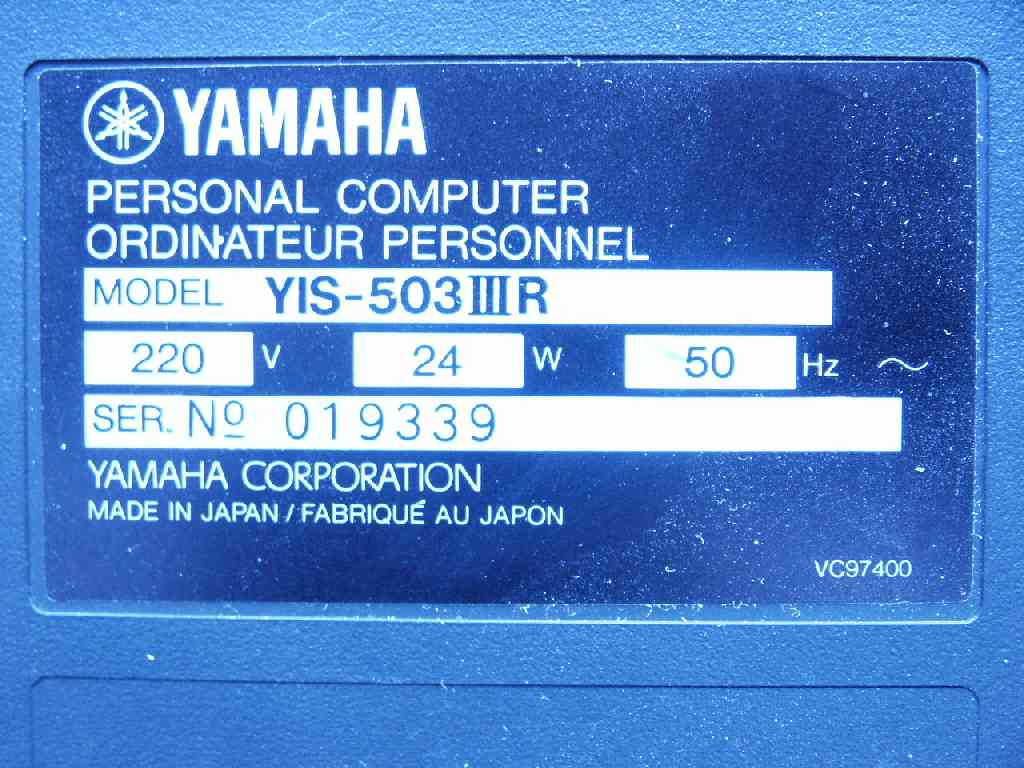 YAMAHA
PERSONAL COMPUTER
ORDINATEUR PERSONNEL
MODEL YIS-503IIIR
220 V 24 W 50 Hz ~
SER. Nº 019339
YAMAHA CORPORATION
MADE IN JAPAN / FABRIQUÉ AU JAPON
VC97400